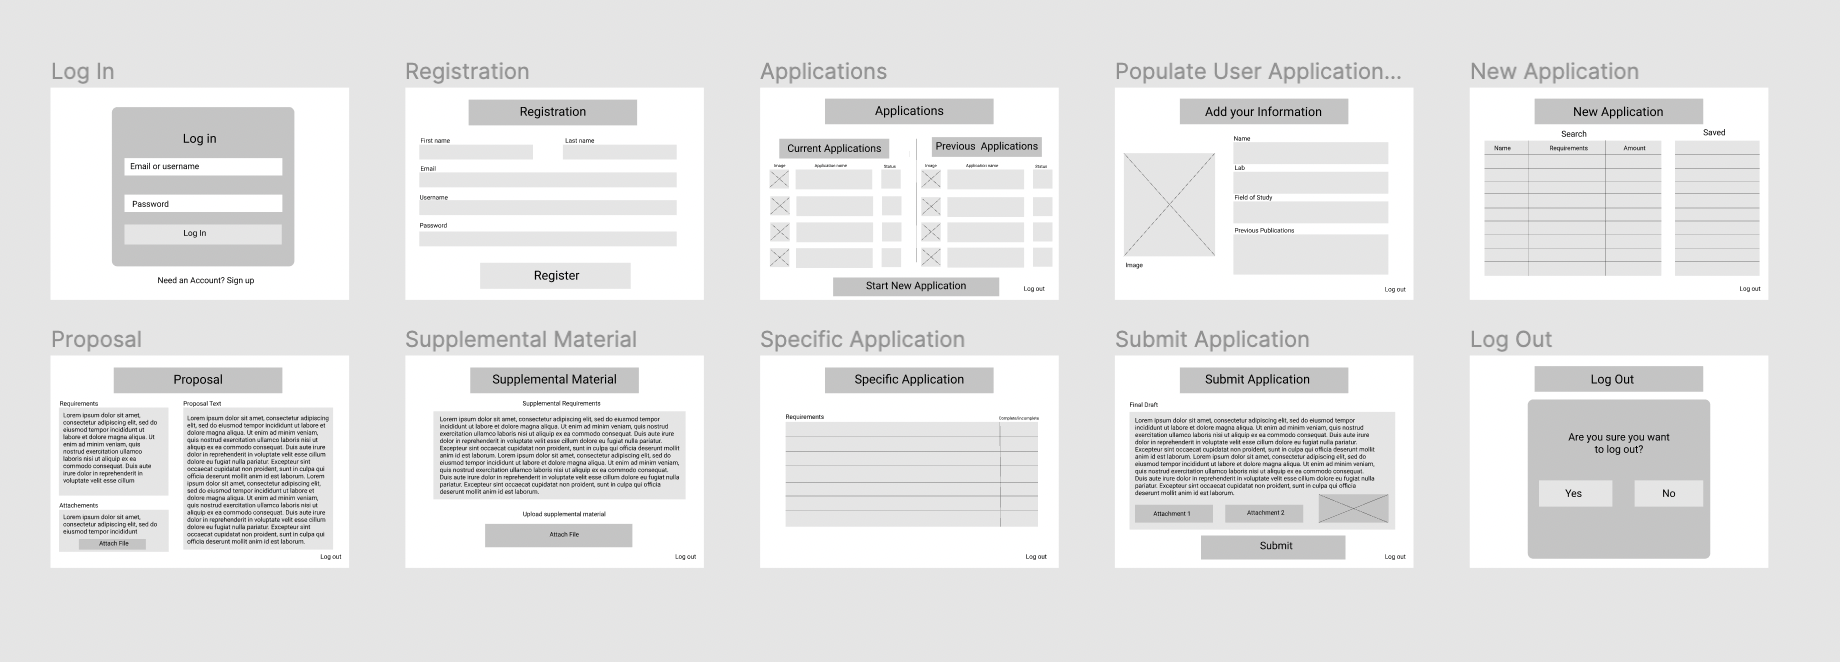 Log In
Log in
Email or username
Password
Log In
Need an Account? Sign up
Registration
Registration
First name
Last name
Email
Username
Password
Register
Applications
Applications
Current Applications
Previous Applications
Image
Application name
Status
Image
Application name
Status
Start New Application
Log out
Populate User Application...
Add your Information
Name
Lab
Field of Study
Previous Publications
Image
Log out
New Application
New Application
Search
Saved
Name
Requirements
Amount
Log out
Proposal
Proposal
Requirements
Lorem ipsum dolor sit amet,
consectetur adipiscing elit, sed do
eiusmod tempor incididunt ut
labore et dolore magna aliqua. Ut
enim ad minim veniam, quis
nostrud exercitation ullamco
laboris nisi ut aliquip ex ea
commodo consequat. Duis aute
irure dolor in reprehenderit in
voluptate velit esse cillum
Attachements
Lorem ipsum dolor sit amet,
consectetur adipiscing elit, sed do
eiusmod tempor incididunt
Attach File
Proposal Text
Lorem ipsum dolor sit amet, consectetur adipiscing
elit, sed do eiusmod tempor incididunt ut labore et
dolore magna aliqua. Ut enim ad minim veniam,
quis nostrud exercitation ullamco laboris nisi ut
aliquip ex ea commodo consequat. Duis aute irure
dolor in reprehenderit in voluptate velit esse cillum
dolore eu fugiat nulla pariatur. Excepteur sint
occaecat cupidatat non proident, sunt in culpa qui
officia deserunt mollit anim id est laborum. Lorem
ipsum dolor sit amet, consectetur adipiscing elit,
sed do eiusmod tempor incididunt ut labore et
dolore magna aliqua. Ut enim ad minim veniam,
quis nostrud exercitation ullamco laboris nisi ut
aliquip ex ea commodo consequat. Duis aute irure
dolor in reprehenderit in voluptate velit esse cillum
dolore eu fugiat nulla pariatur. Excepteur sint
occaecat cupidatat non proident, sunt in culpa qui
officia deserunt mollit anim id est laborum.
Log out
Supplemental Material
Supplemental Material
Supplemental Requirements
Lorem ipsum dolor sit amet, consectetur adipiscing elit, sed do eiusmod tempor
incididunt ut labore et dolore magna aliqua. Ut enim ad minim veniam, quis nostrud
exercitation ullamco laboris nisi ut aliquip ex ea commodo consequat. Duis aute irure
dolor in reprehenderit in voluptate velit esse cillum dolore eu fugiat nulla pariatur.
Excepteur sint occaecat cupidatat non proident, sunt in culpa qui officia deserunt mollit
anim id est laborum. Lorem ipsum dolor sit amet, consectetur adipiscing elit, sed do
eiusmod tempor incididunt ut labore et dolore magna aliqua. Ut enim ad minim veniam,
quis nostrud exercitation ullamco laboris nisi ut aliquip ex ea commodo consequat.
Duis aute irure dolor in reprehenderit in voluptate velit esse cillum dolore eu fugiat nulla
pariatur. Excepteur sint occaecat cupidatat non proident, sunt in culpa qui officia
deserunt mollit anim id est laborum.
Upload supplemental material
Attach File
Log out
Specific Application
Specific Application
Requirements
Complete/incomplete
Log out
Submit Application
Submit Application
Final Draft
Lorem ipsum dolor sit amet, consectetur adipiscing elit, sed do eiusmod tempor
incididunt ut labore et dolore magna aliqua. Ut enim ad minim veniam, quis nostrud
exercitation ullamco laboris nisi ut aliquip ex ea commodo consequat. Duis aute irure
dolor in reprehenderit in voluptate velit esse cillum dolore eu fugiat nulla pariatur.
Excepteur sint occaecat cupidatat non proident, sunt in culpa qui officia deserunt mollit
anim id est laborum. Lorem ipsum dolor sit amet, consectetur adipiscing elit, sed do
eiusmod tempor incididunt ut labore et dolore magna aliqua. Ut enim ad minim veniam,
quis nostrud exercitation ullamco laboris nisi ut aliquip ex ea commodo consequat.
Duis aute irure dolor in reprehenderit in voluptate velit esse cillum dolore eu fugiat nulla
pariatur. Excepteur sint occaecat cupidatat non proident, sunt in culpa qui officia
deserunt mollit anim id est laborum.
Attachment 1
Attachment 2
Submit
Log out
Log Out
Log Out
Are you sure you want
to log out?
Yes
No